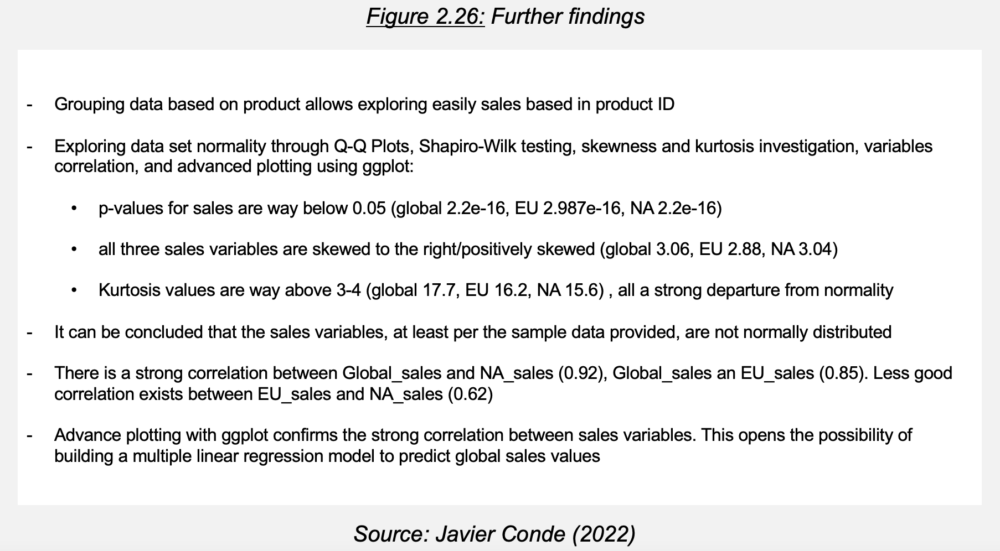 Figure 2.26: Further findings
- Grouping data based on product allows exploring easily sales based in product ID
- Exploring data set normality through Q-Q Plots, Shapiro-Wilk testing, skewness and kurtosis investigation, variables
correlation, and advanced plotting using ggplot:
• p-values for sales are way below 0.05 (global 2.2e-16, EU 2.987e-16, NA 2.2e-16)
• all three sales variables are skewed to the right/positively skewed (global 3.06, EU 2.88, NA 3.04)
• Kurtosis values are way above 3-4 (global 17.7, EU 16.2, NA 15.6) , all a strong departure from normality
- It can be concluded that the sales variables, at least per the sample data provided, are not normally distributed
- There is a strong correlation between Global_sales and NA_sales (0.92), Global_sales an EU_sales (0.85). Less good
correlation exists between EU_sales and NA_sales (0.62)
- Advance plotting with ggplot confirms the strong correlation between sales variables. This opens the possibility of
building a multiple linear regression model to predict global sales values
Source: Javier Conde (2022)